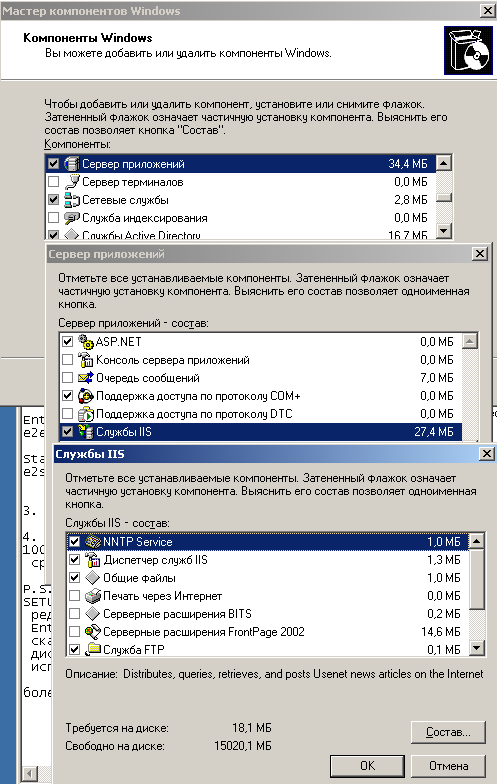 Мастер компонентов Windows
Компоненты Windows
Вы можете добавить или удалить компоненты Windows.
Чтобы добавить или удалить компонент, установите или снимите флажок.
Затененный флажок означает частичную установку компонента. Выяснить его
состав позволяет кнопка "Состав".
Компоненты:
Сервер приложений 34,4 МБ
Сервер терминалов 0,0 МБ
Сетевые службы 2,8 МБ
Служба индексирования 0,0 МБ
Службы Active Directory 16,7 МБ
Сервер приложений
Отметьте все устанавливаемые компоненты. Затененный флажок означает
частичную установку компонента. Выяснить его состав позволяет одноименная
кнопка.
Сервер приложений - состав:
ASP.NET 0,0 МБ
Консоль сервера приложений 0,0 МБ
Очередь сообщений 7,0 МБ
Поддержка доступа по протоколу COM+ 0,0 МБ
Поддержка доступа по протоколу DTC 0,0 МБ
Службы IIS 27,4 МБ
Ent
e2e
Sta
e2s
3.
4.
100
ср
P.S.
SETU
ред
Ent
ска
дис
исп
боле
Службы IIS
Отметьте все устанавливаемые компоненты. Затененный флажок означает
частичную установку компонента. Выяснить его состав позволяет одноименная
кнопка.
Службы IIS - состав:
NNTP Service 1,0 МБ
Диспетчер служб IIS 1,3 МБ
Общие файлы 1,0 МБ
Печать через Интернет 0,0 МБ
Серверные расширения BITS 0,2 МБ
Серверные расширения FrontPage 2002 14,6 МБ
Служба FTP 0,1 МБ
Описание: Distributes, queries, retrieves, and posts Usenet news articles on the Internet
Требуется на диске: 18,1 МБ
Свободно на диске: 15020,1 МБ
Состав...
OK
Отмена